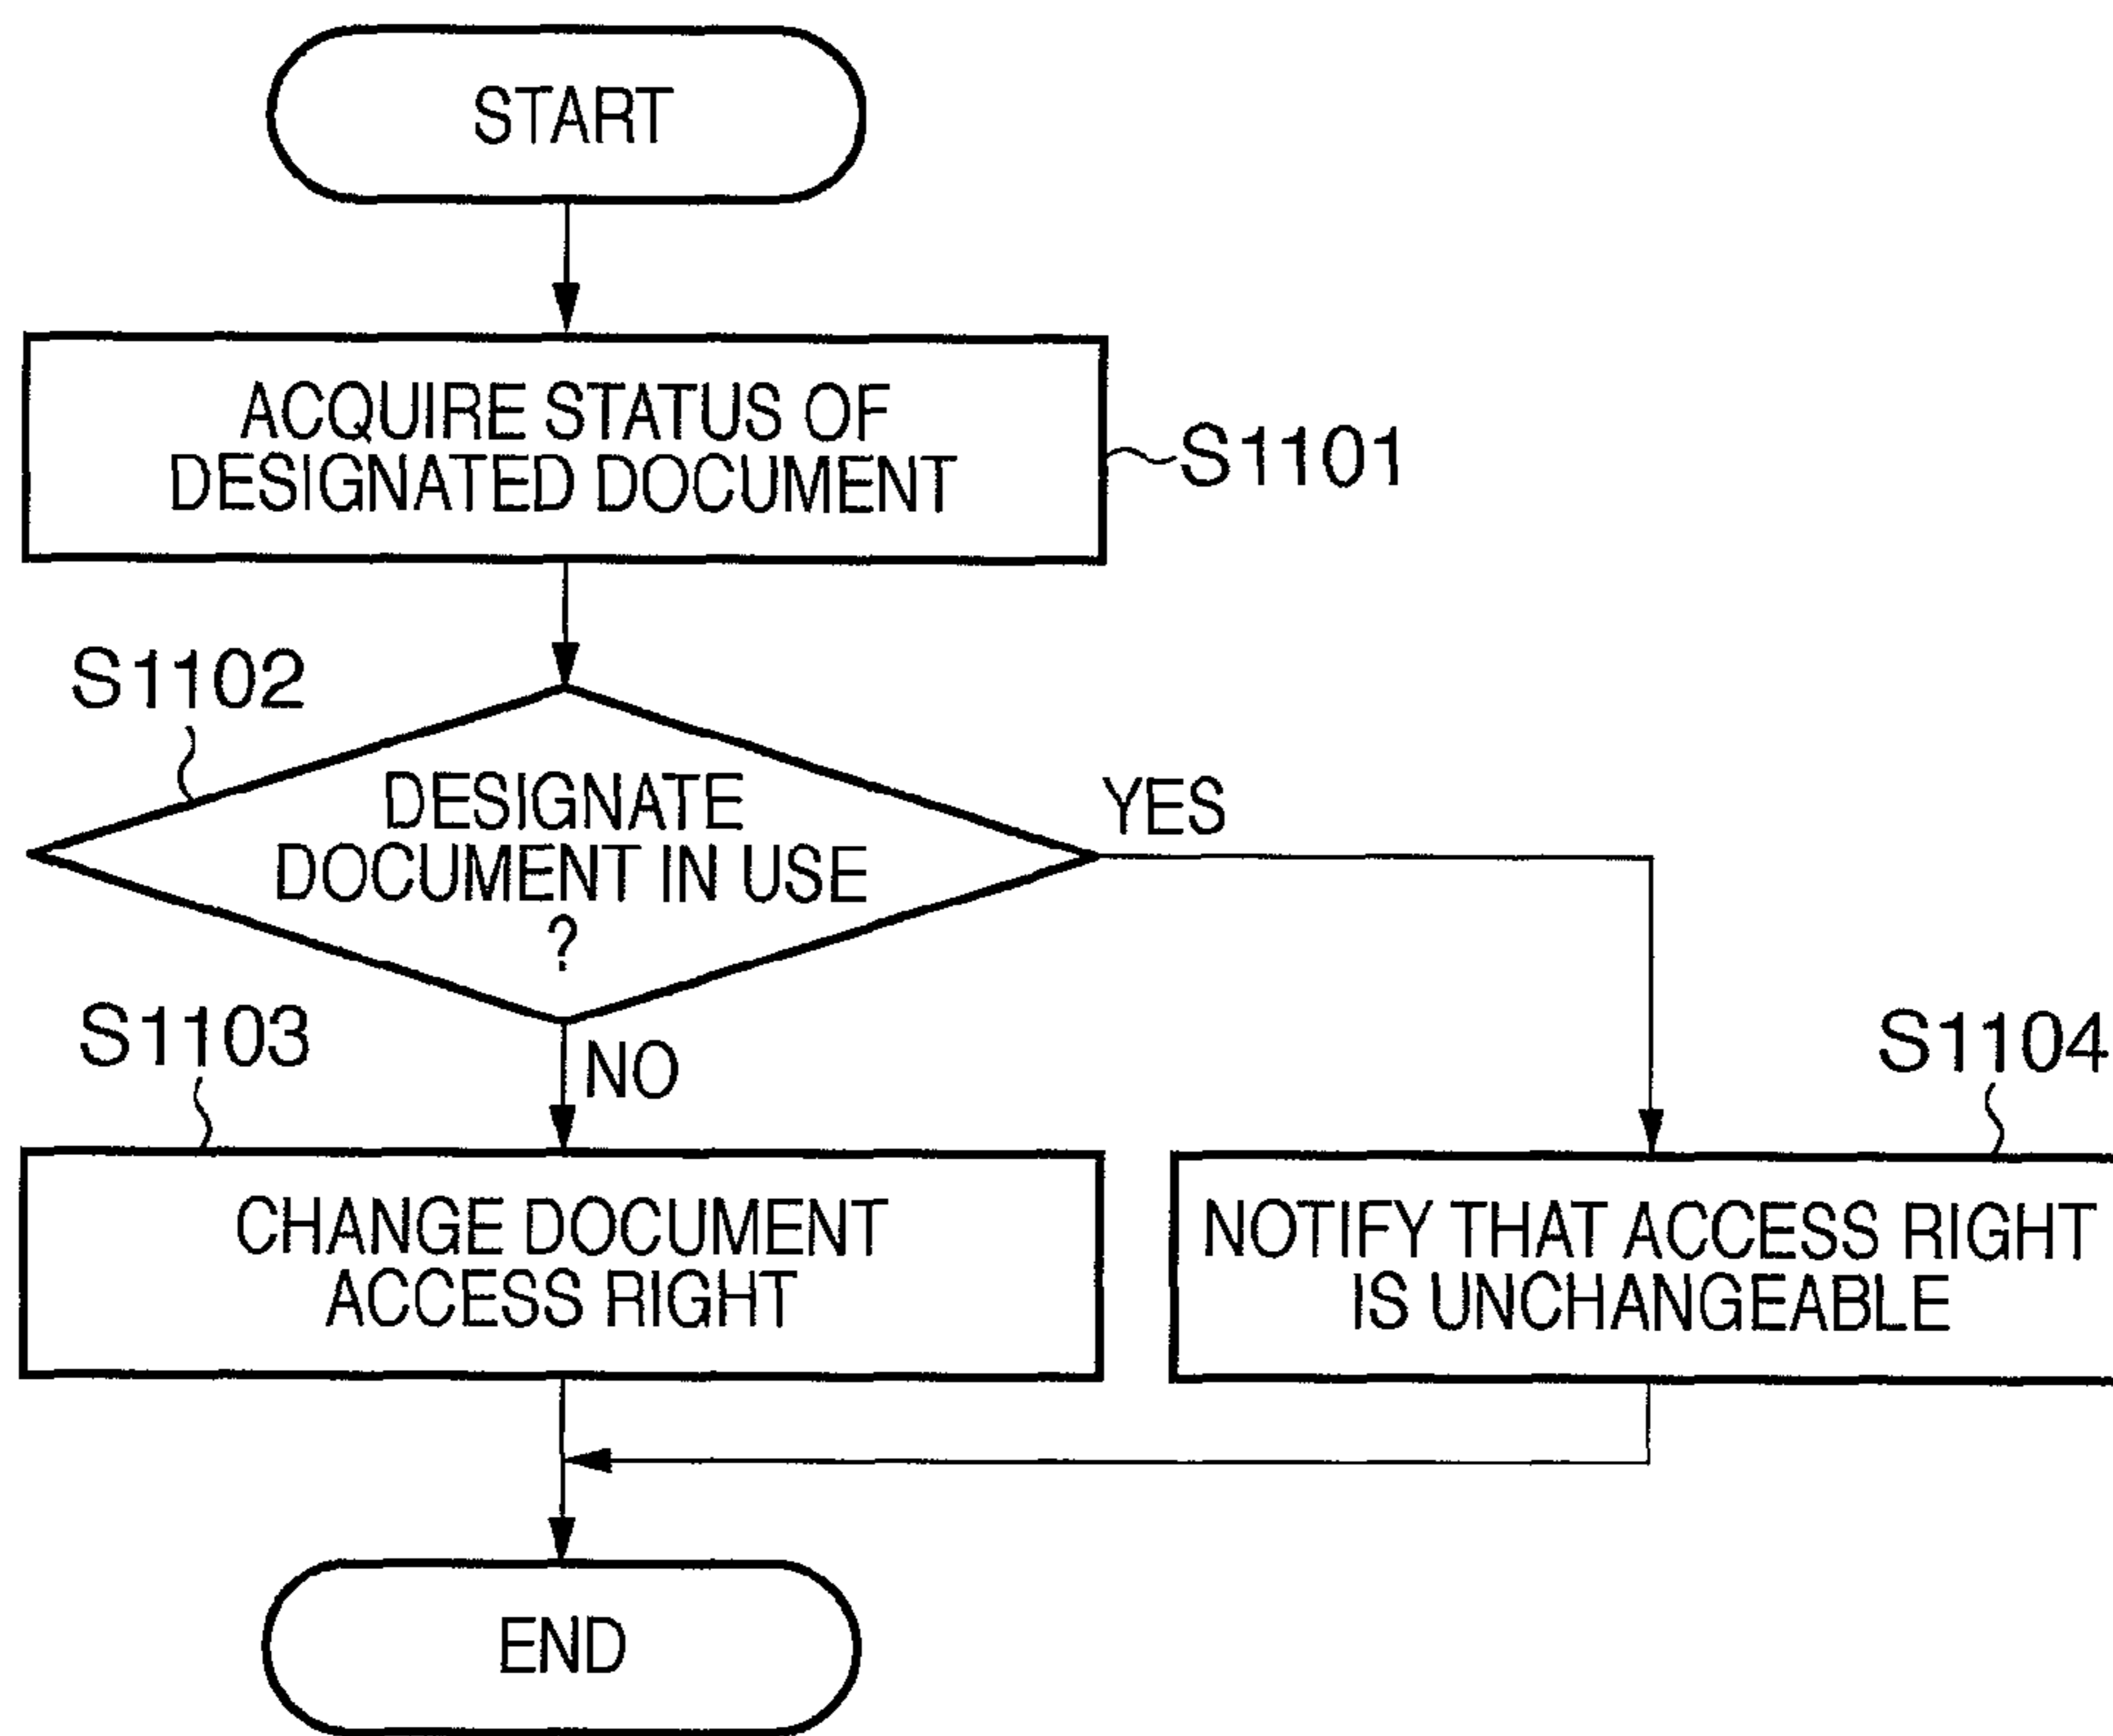 START
ACQUIRE STATUS OF
DESIGNATED DOCUMENT
S1101
S1102
DESIGNATE
DOCUMENT IN USE
?
YES
NO
S1103
CHANGE DOCUMENT
ACCESS RIGHT
S1104
NOTIFY THAT ACCESS RIGHT
IS UNCHANGEABLE
END